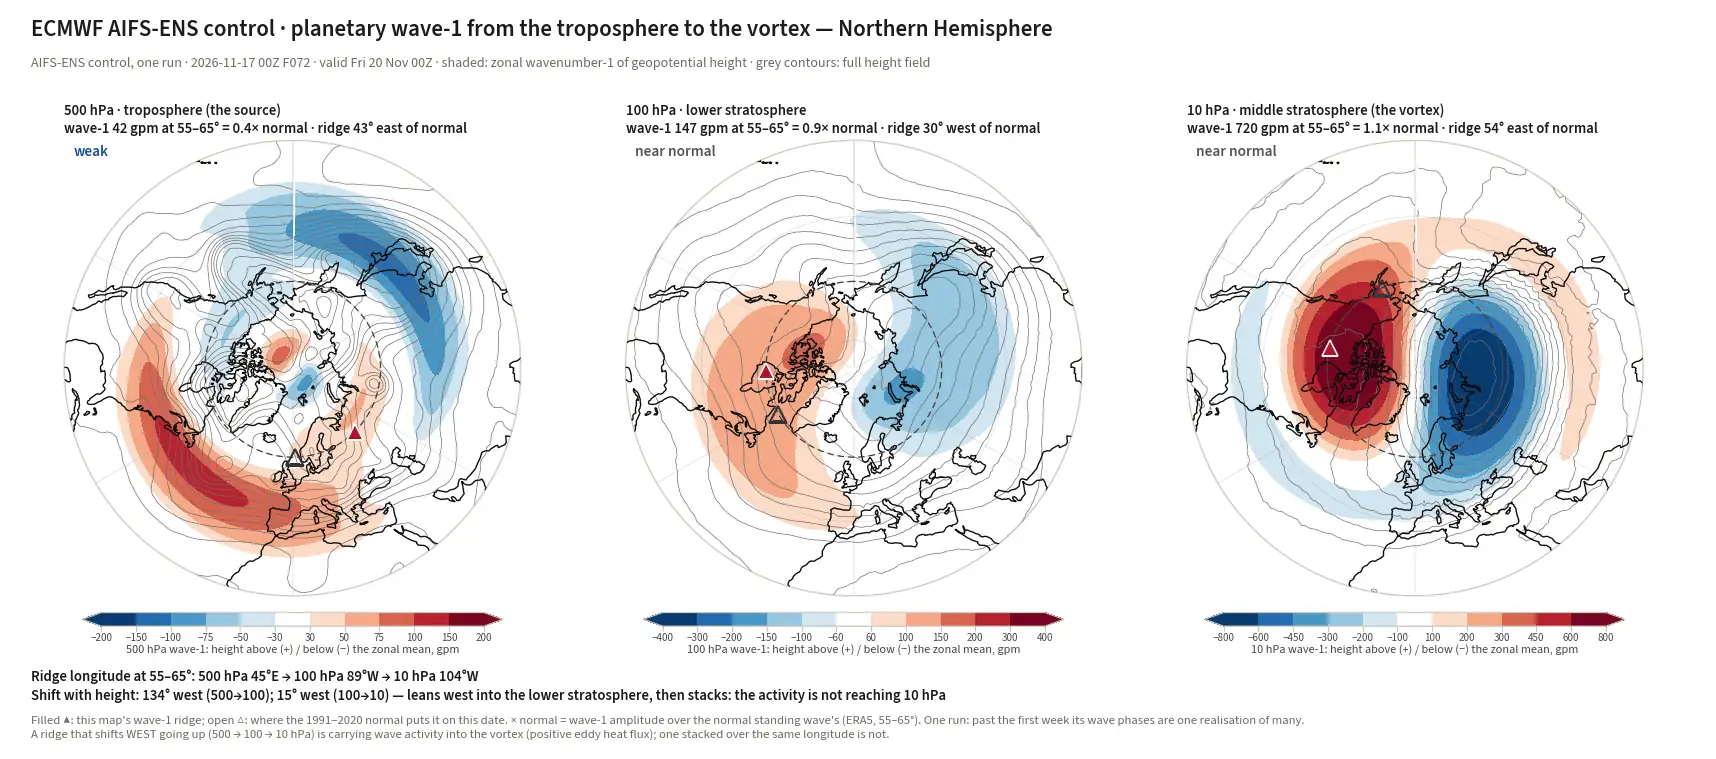 ECMWF AIFS-ENS control · planetary wave-1 from the troposphere to the vortex — Northern Hemisphere
AIFS-ENS control, one run · 2026-11-17 00Z F072 · valid Fri 20 Nov 00Z · shaded: zonal wavenumber-1 of geopotential height · grey contours: full height field
500 hPa · troposphere (the source)
wave-1 42 gpm at 55–65° = 0.4× normal · ridge 43° east of normal
weak
100 hPa · lower stratosphere
wave-1 147 gpm at 55–65° = 0.9× normal · ridge 30° west of normal
near normal
10 hPa · middle stratosphere (the vortex)
wave-1 720 gpm at 55–65° = 1.1× normal · ridge 54° east of normal
near normal
−200 −150 −100 −75 −50 −30 30 50 75 100 150 200
500 hPa wave-1: height above (+) / below (−) the zonal mean, gpm
−400 −300 −200 −150 −100 −60 60 100 150 200 300 400
100 hPa wave-1: height above (+) / below (−) the zonal mean, gpm
−800 −600 −450 −300 −200 −100 100 200 300 450 600 800
10 hPa wave-1: height above (+) / below (−) the zonal mean, gpm
Ridge longitude at 55–65°: 500 hPa 45°E → 100 hPa 89°W → 10 hPa 104°W
Shift with height: 134° west (500→100); 15° west (100→10) — leans west into the lower stratosphere, then stacks: the activity is not reaching 10 hPa
Filled ▲: this map's wave-1 ridge; open △: where the 1991–2020 normal puts it on this date. × normal = wave-1 amplitude over the normal standing wave's (ERA5, 55–65°). One run: past the first week its wave phases are one realisation of many.
A ridge that shifts WEST going up (500 → 100 → 10 hPa) is carrying wave activity into the vortex (positive eddy heat flux); one stacked over the same longitude is not.